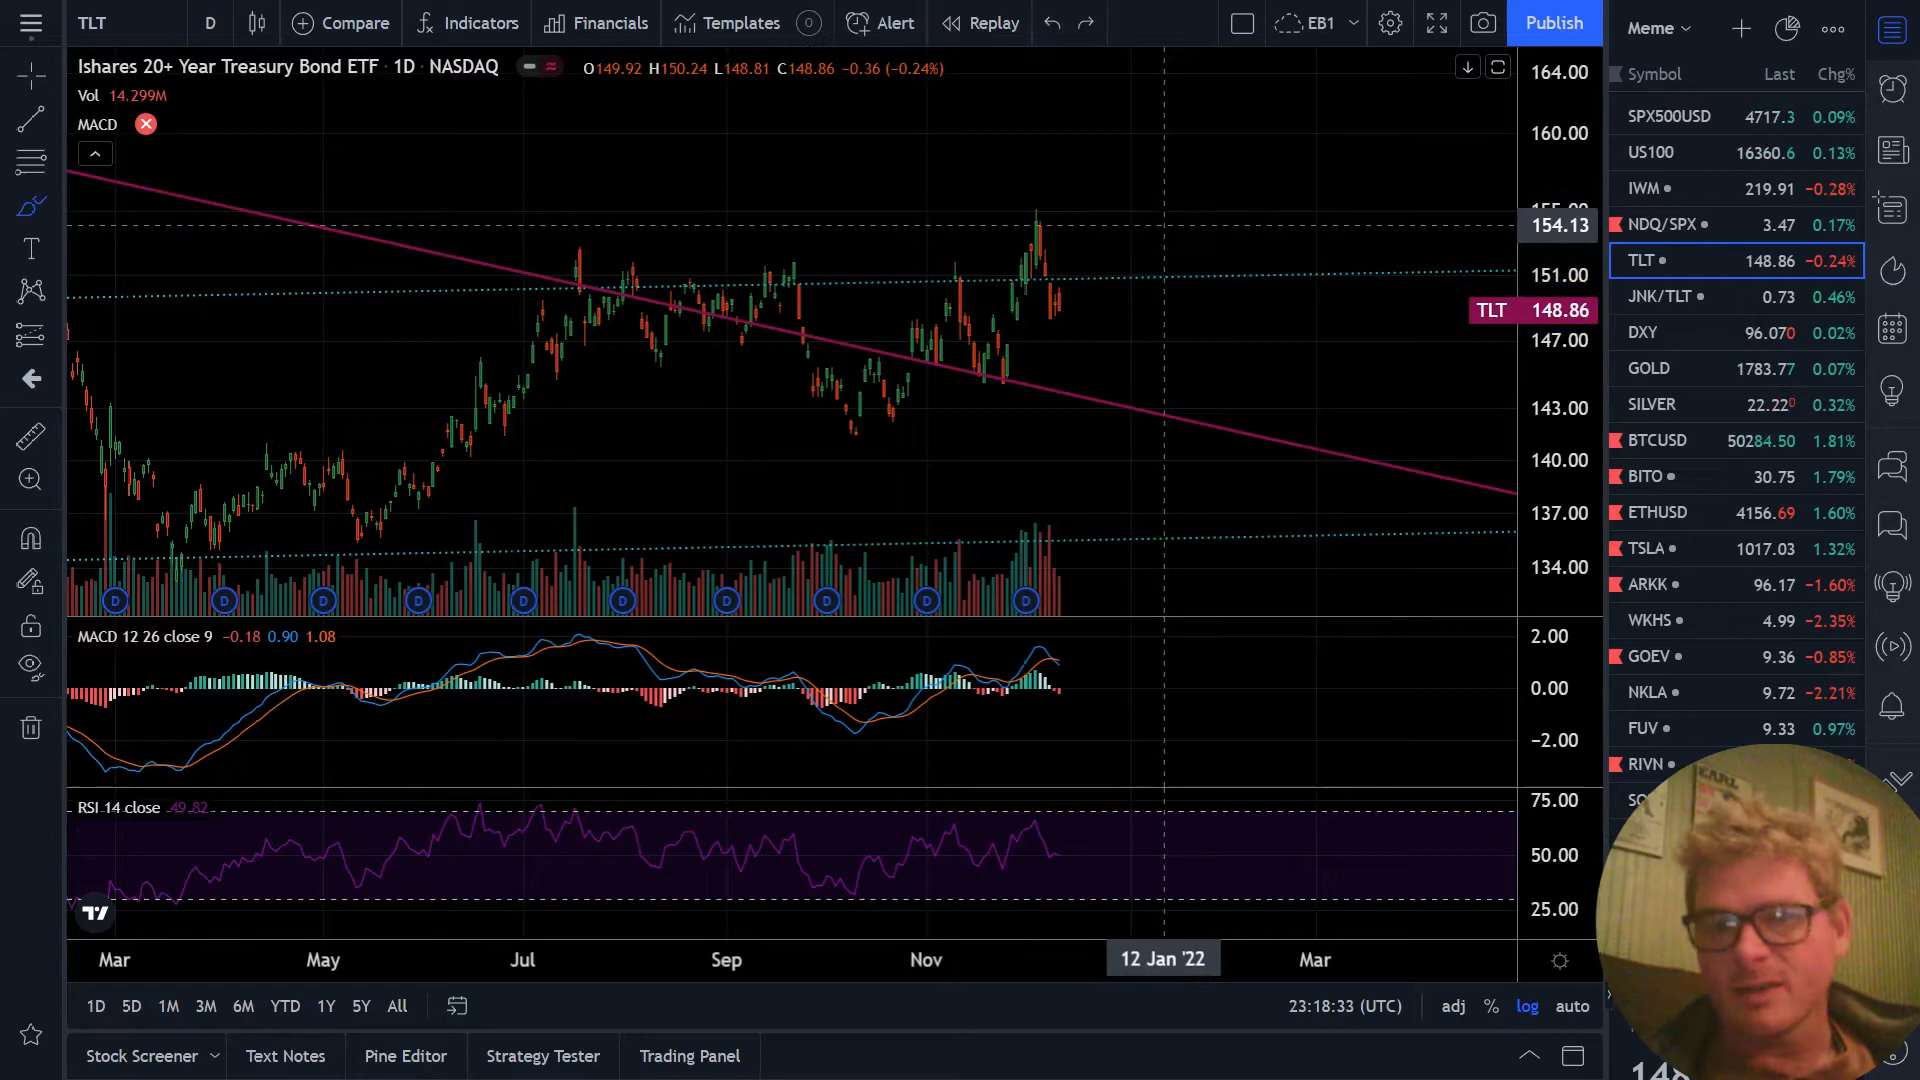 TLT D Compare Indicators Financials Templates Alert Replay EB1 Publish
Ishares 20+ Year Treasury Bond ETF · 1D · NASDAQ O149.92 H150.24 L148.81 C148.86 −0.36 (−0.24%)
Vol 14.299M
MACD
164.00
160.00
154.13
151.00
TLT 148.86
147.00
143.00
140.00
137.00
134.00
D D D D D D D D D D
MACD 12 26 close 9 −0.18 0.90 1.08
2.00
0.00
−2.00
RSI 14 close 49.82
75.00
50.00
25.00
Mar May Jul Sep Nov 12 Jan '22 Mar
1D 5D 1M 3M 6M YTD 1Y 5Y All 23:18:33 (UTC) adj % log auto
Stock Screener Text Notes Pine Editor Strategy Tester Trading Panel
Meme
Symbol Last Chg%
SPX500USD 4717.3 0.09%
US100 16360.6 0.13%
IWM 219.91 −0.28%
NDQ/SPX 3.47 0.17%
TLT 148.86 −0.24%
JNK/TLT 0.73 0.46%
DXY 96.070 0.02%
GOLD 1783.77 0.07%
SILVER 22.220 0.32%
BTCUSD 50284.50 1.81%
BITO 30.75 1.79%
ETHUSD 4156.69 1.60%
TSLA 1017.03 1.32%
ARKK 96.17 −1.60%
WKHS 4.99 −2.35%
GOEV 9.36 −0.85%
NKLA 9.72 −2.21%
FUV 9.33 0.97%
RIVN